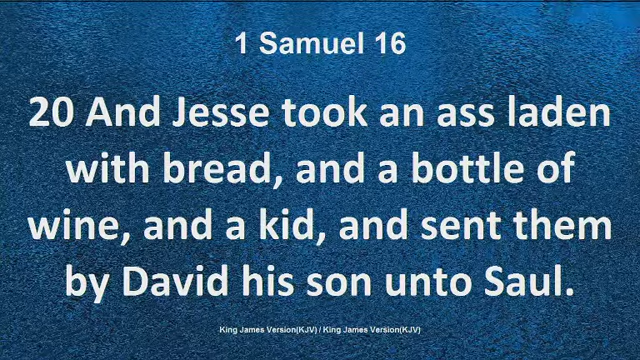 1 Samuel 16
20 And Jesse took an ass laden
with bread, and a bottle of
wine, and a kid, and sent them
by David his son unto Saul.
King James Version(KJV) / King James Version(KJV)